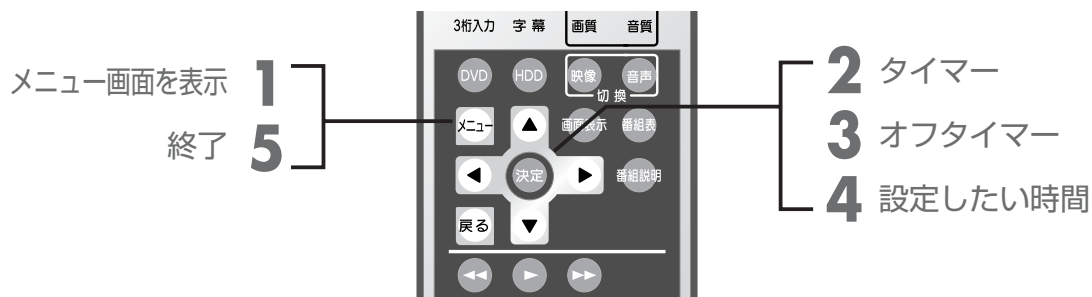 3桁入力 字幕 画質 音質
DVD HDD 映像 音声
切換
メニュー 画面表示 番組表
決定 番組説明
戻る
メニュー画面を表示 1
終了 5
2 タイマー
3 オフタイマー
4 設定したい時間